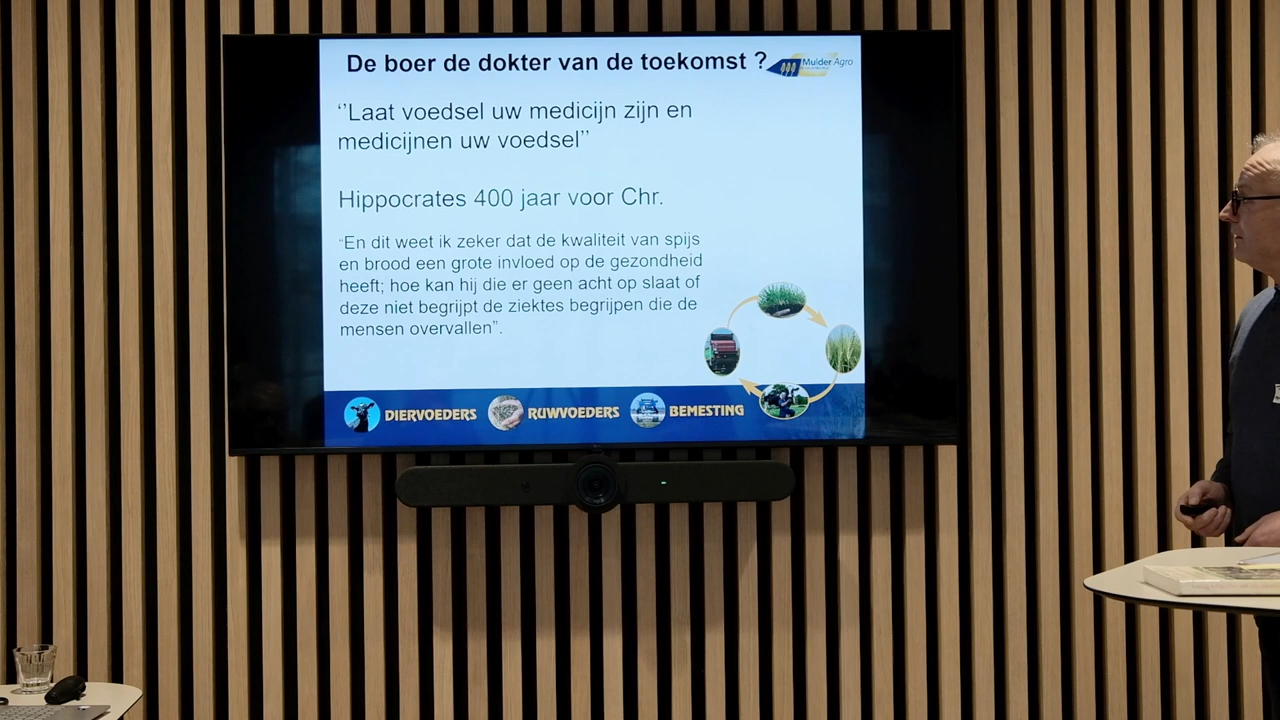 De boer de dokter van de toekomst ?
Mulder Agro
‘’Laat voedsel uw medicijn zijn en
medicijnen uw voedsel’’
Hippocrates 400 jaar voor Chr.
“En dit weet ik zeker dat de kwaliteit van spijs
en brood een grote invloed op de gezondheid
heeft; hoe kan hij die er geen acht op slaat of
deze niet begrijpt de ziektes begrijpen die de
mensen overvallen”.
DIERVOEDERS RUWVOEDERS BEMESTING